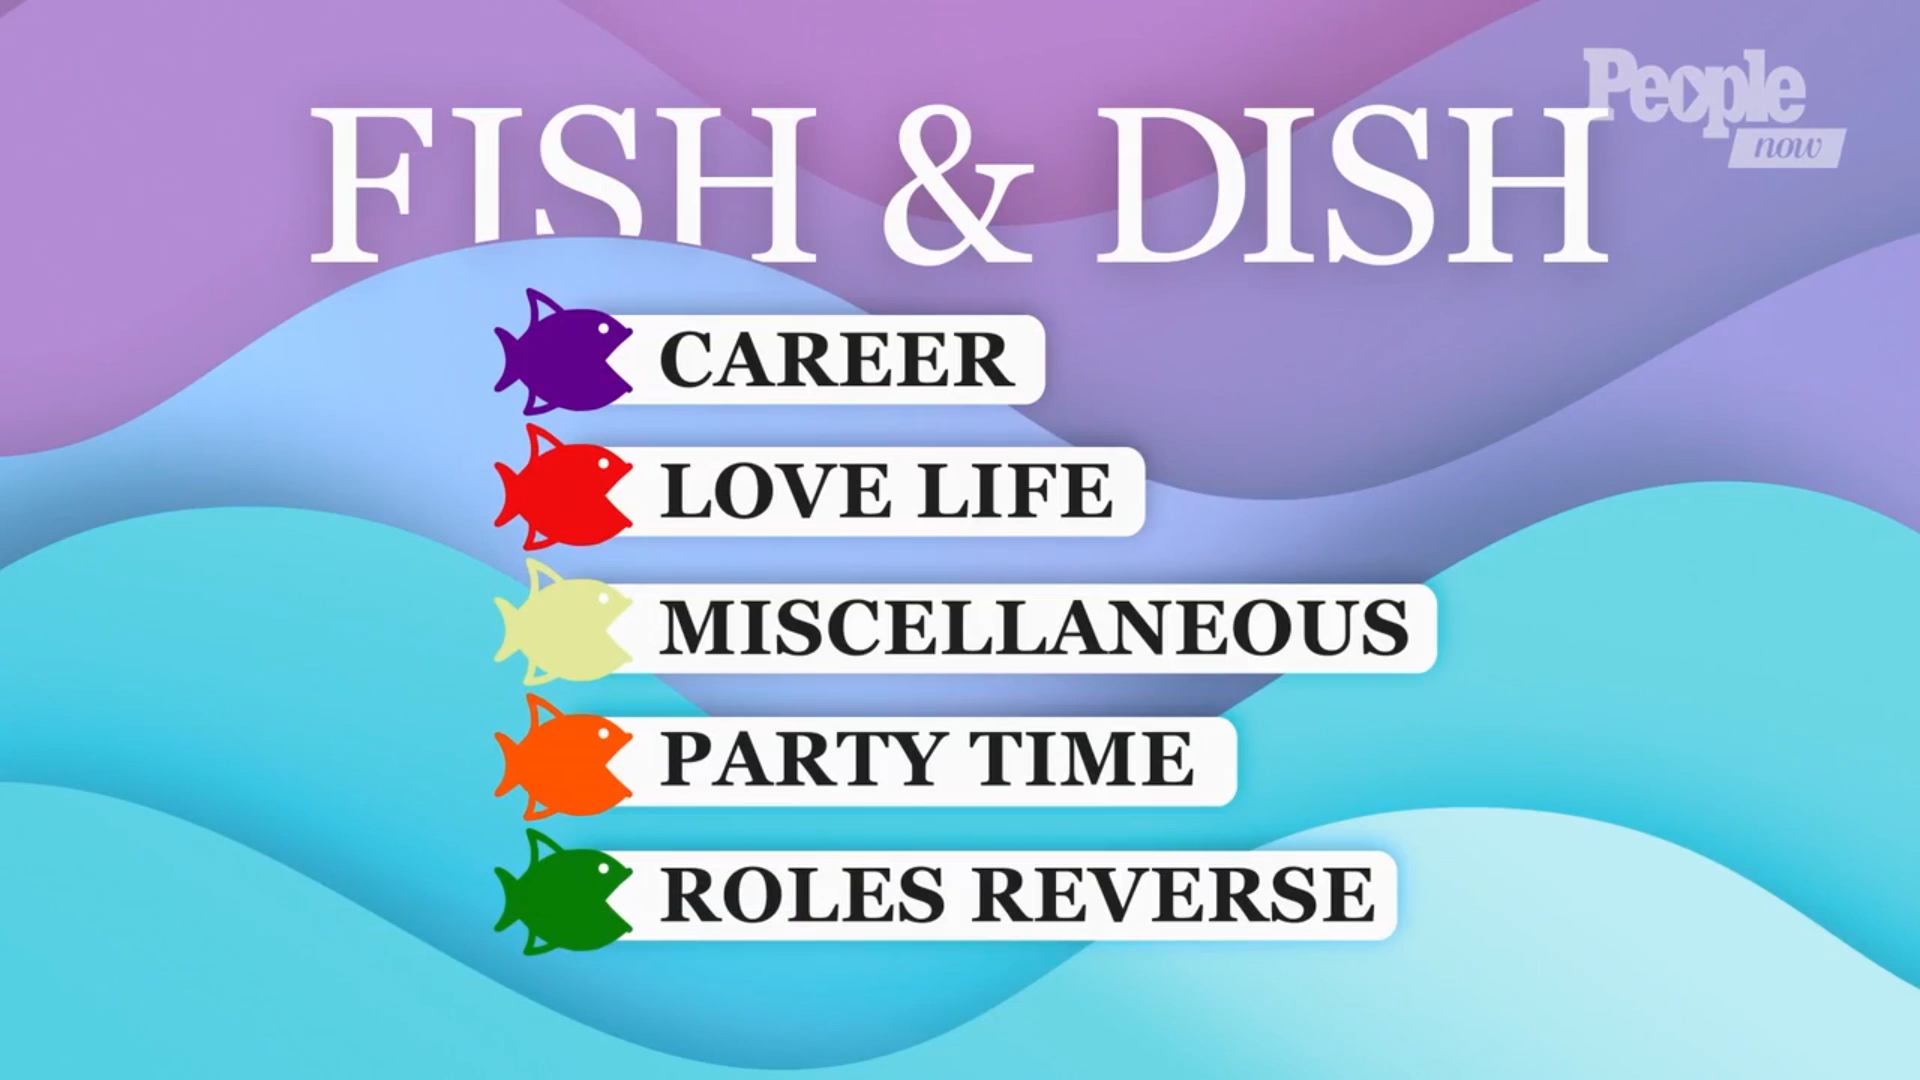 People
now
FISH & DISH
CAREER
LOVE LIFE
MISCELLANEOUS
PARTY TIME
ROLES REVERSE